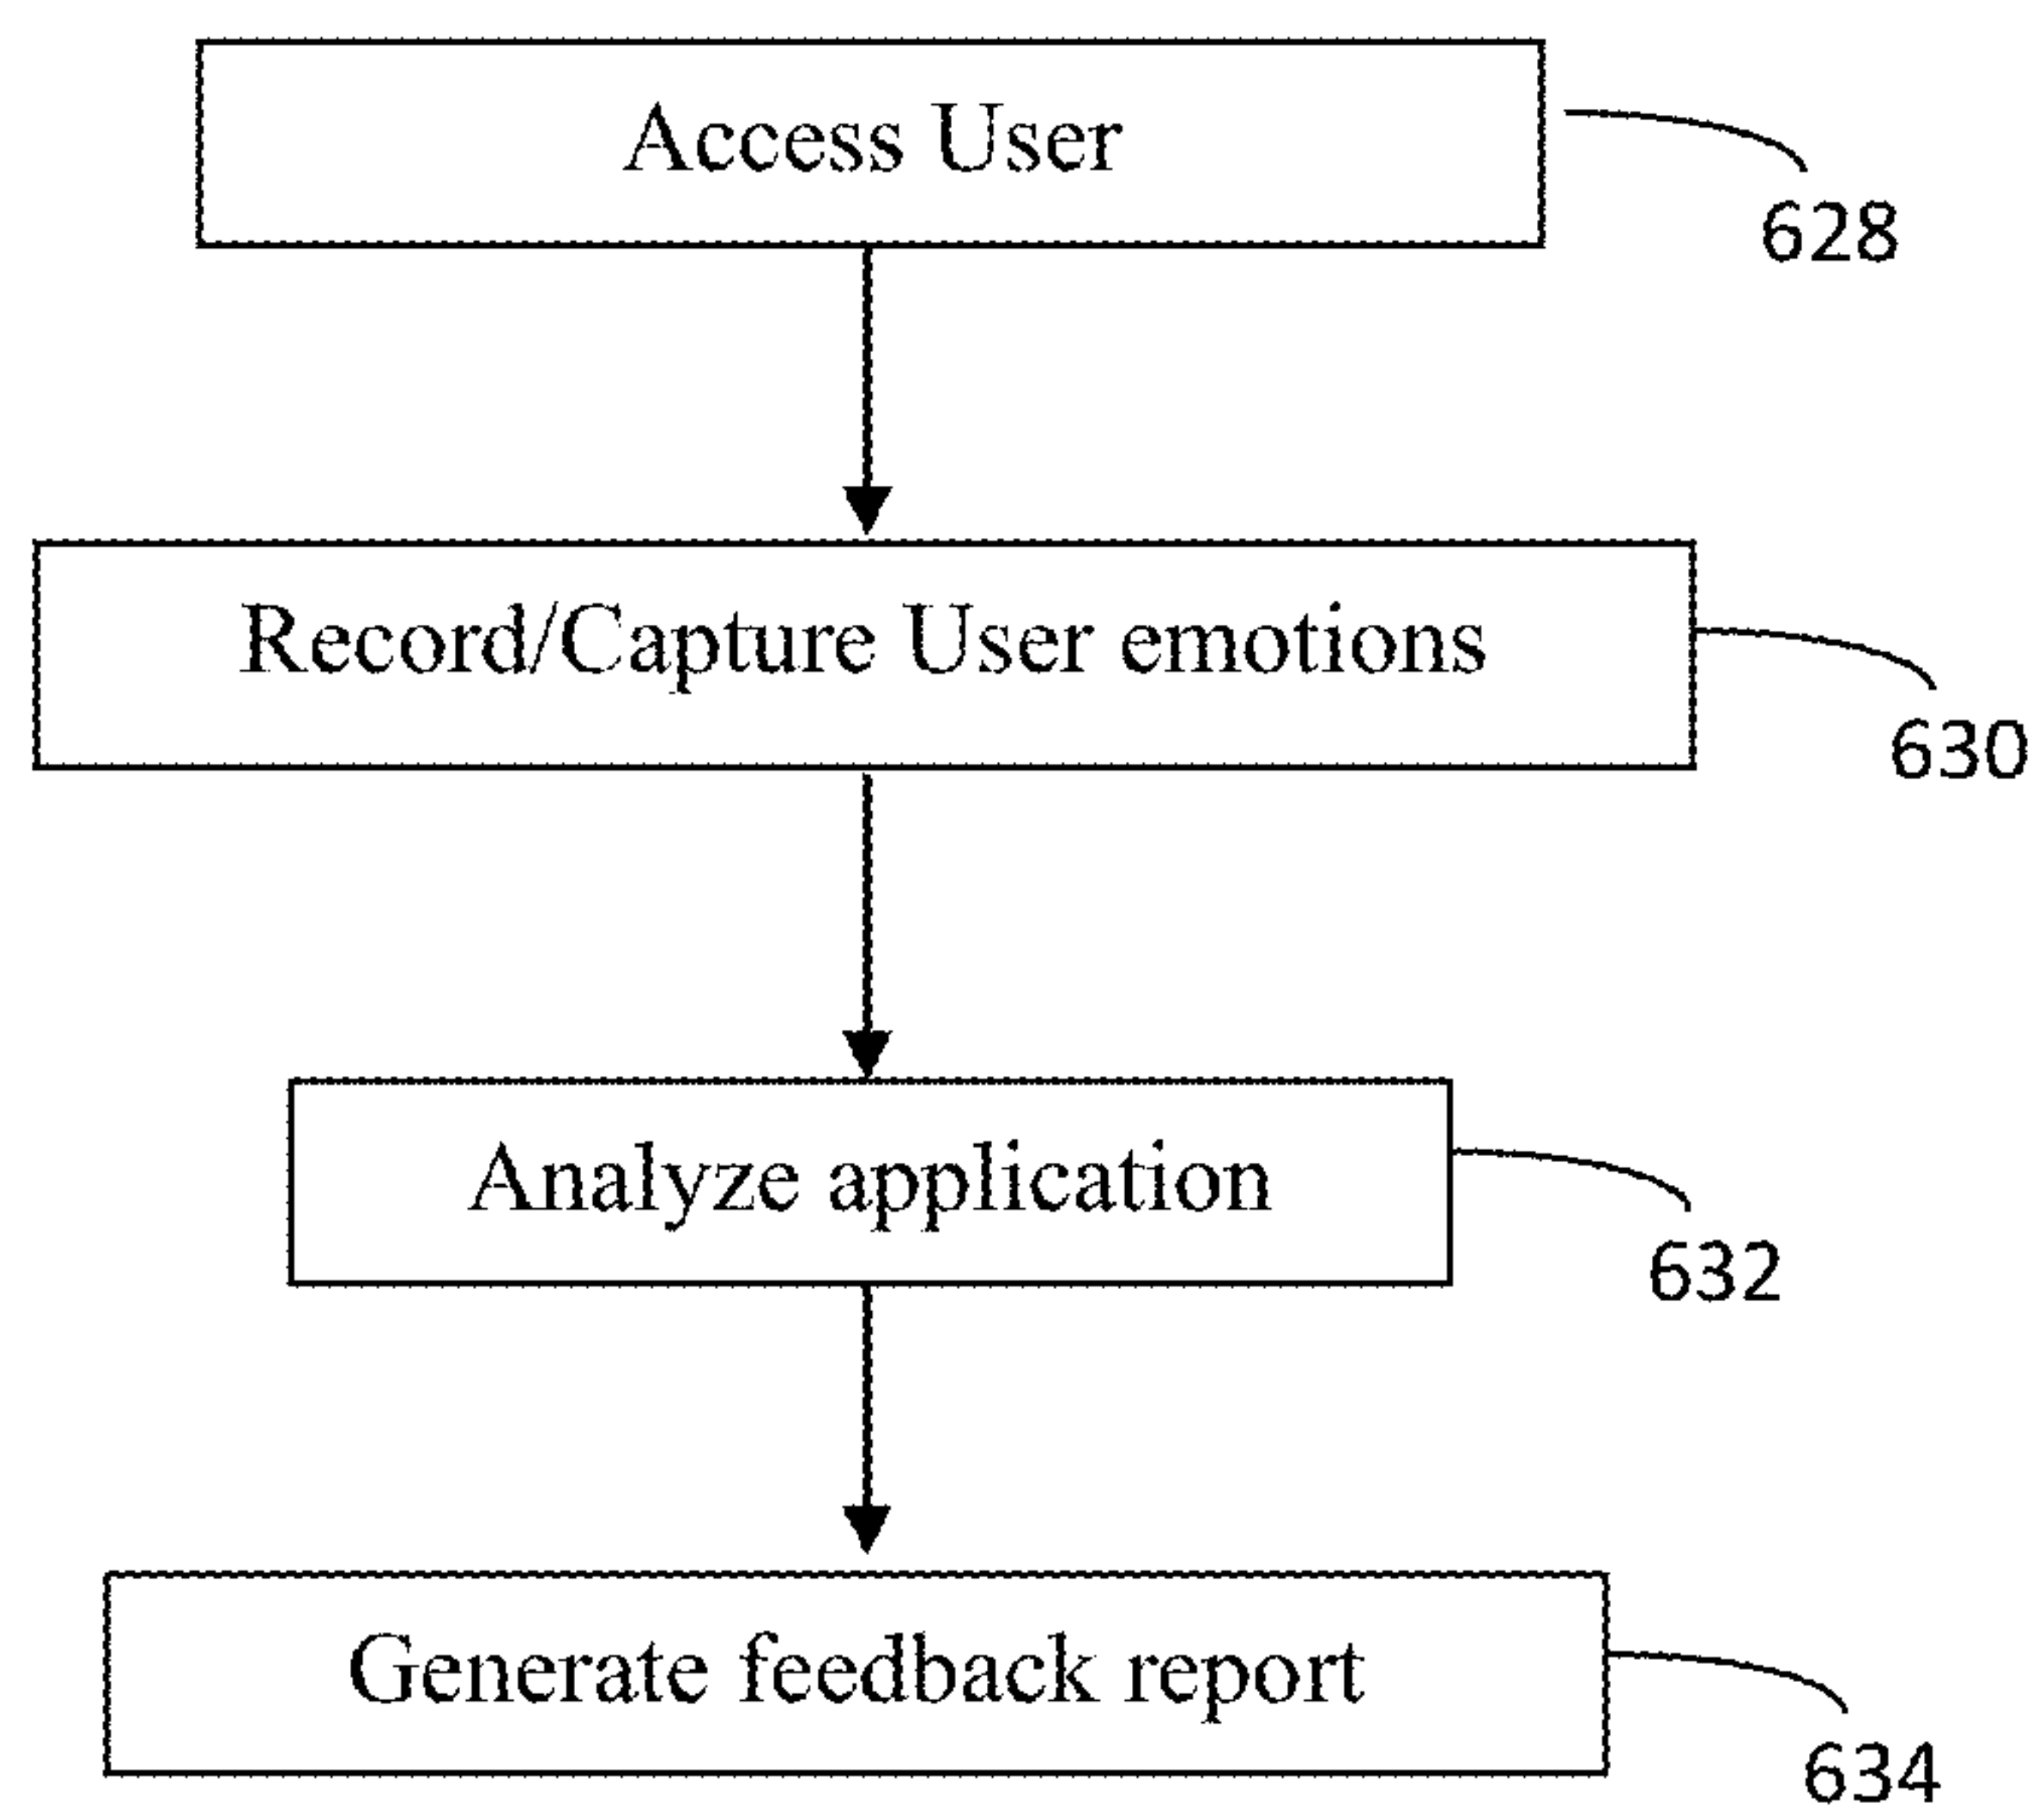 Access User
628
Record/Capture User emotions
630
Analyze application
632
Generate feedback report
634